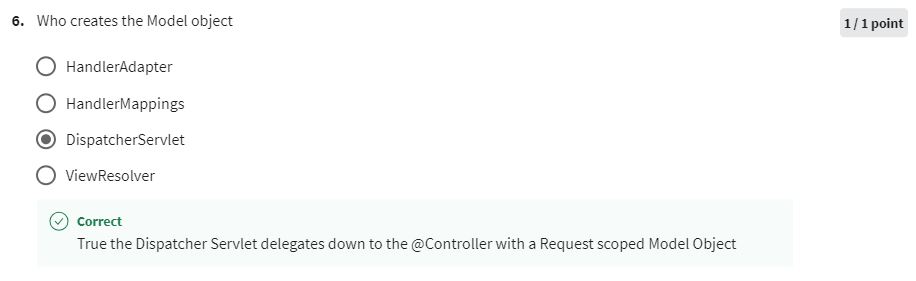 6. Who creates the Model object
1 / 1 point
HandlerAdapter
HandlerMappings
DispatcherServlet
ViewResolver
Correct
True the Dispatcher Servlet delegates down to the @Controller with a Request scoped Model Object